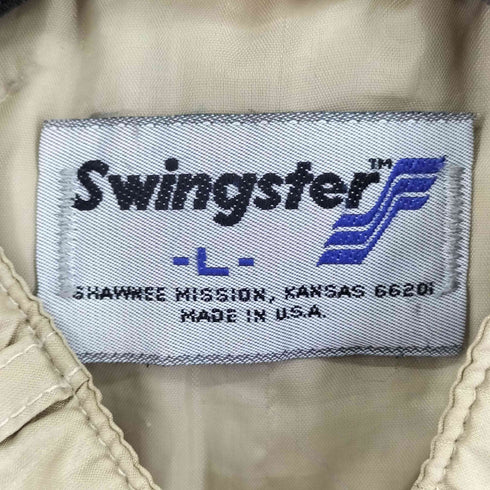 Swingster™
-L-
SHAWNEE MISSION, KANSAS 66201
MADE IN U.S.A.